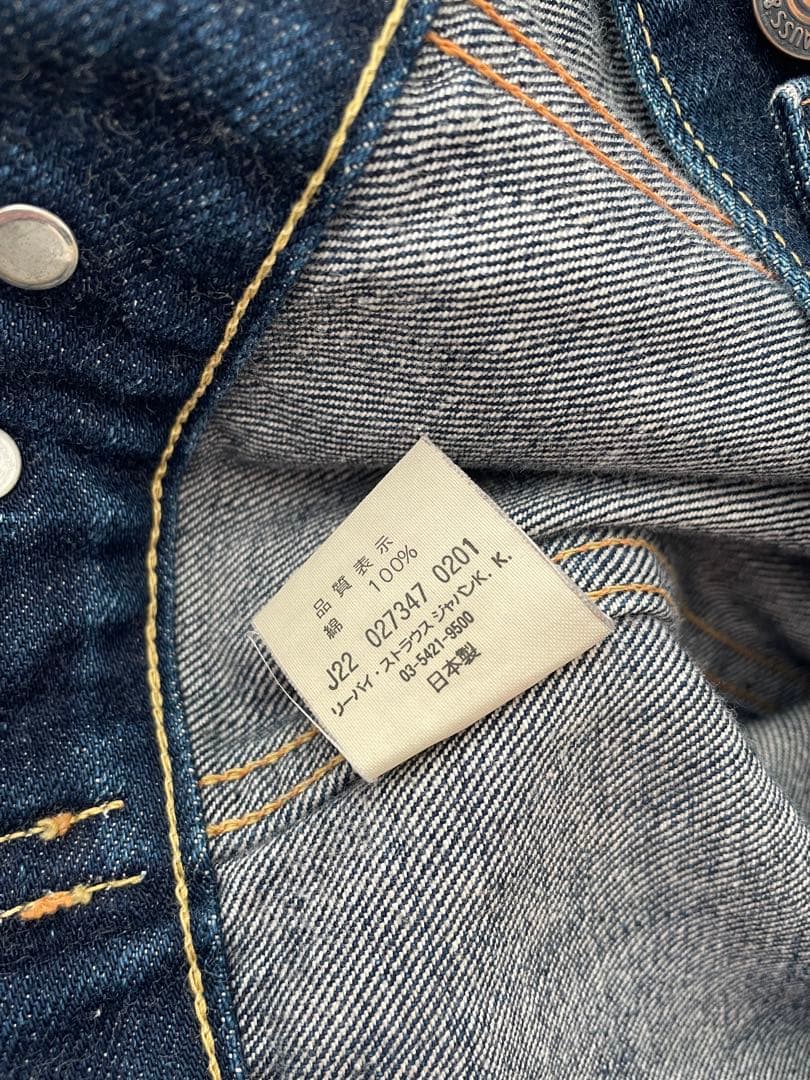 USS &
品質表示
綿 100%
J22 027347 0201
リーバイ・ストラウス ジャパンK. K.
03-5421-9500
日本製